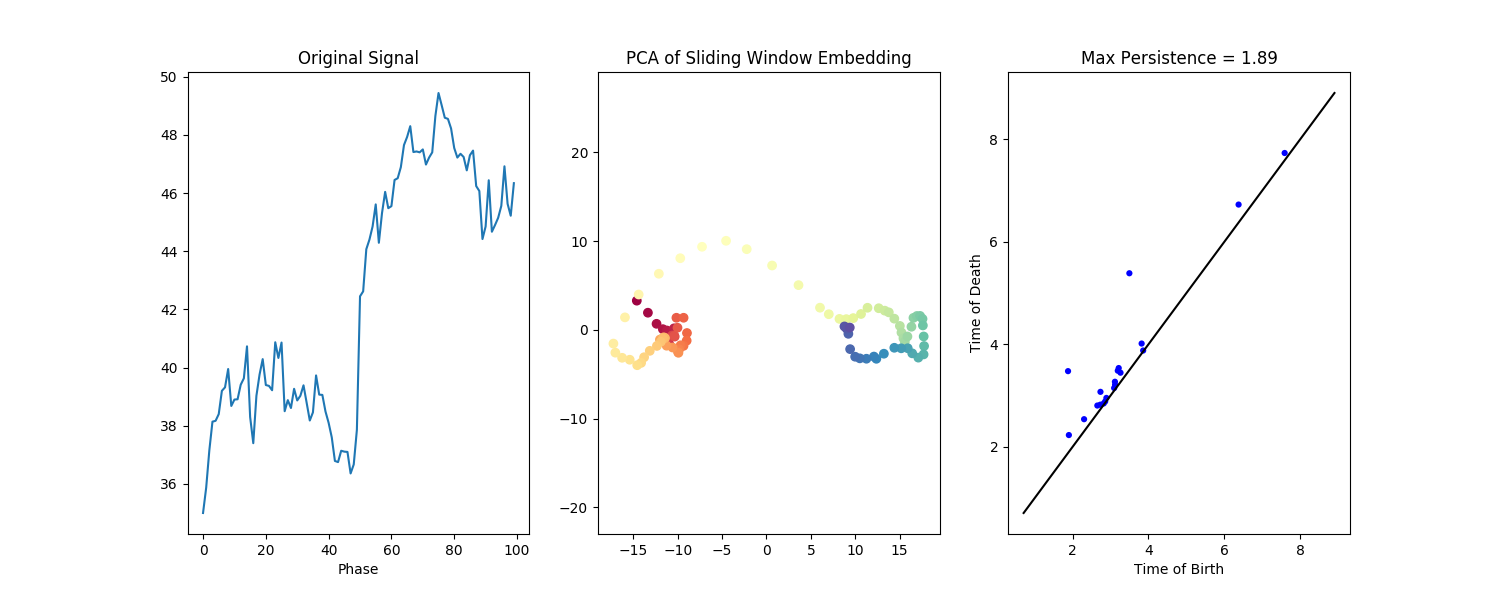 Original Signal
50
48
46
44
42
40
38
36
0 20 40 60 80 100
Phase
PCA of Sliding Window Embedding
20
10
0
−10
−20
−15 −10 −5 0 5 10 15
Max Persistence = 1.89
Time of Death
8
6
4
2
2 4 6 8
Time of Birth